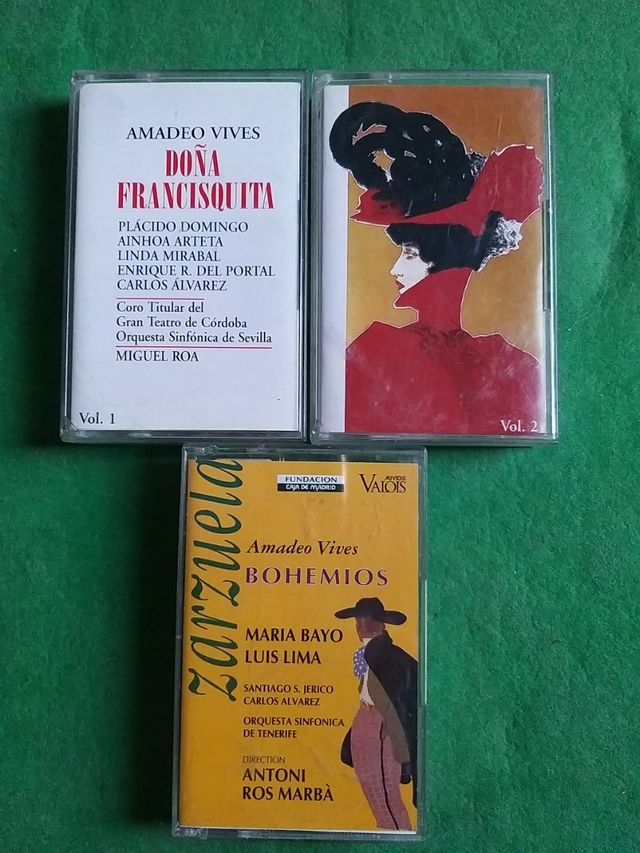 AMADEO VIVES
DOÑA
FRANCISQUITA
PLÁCIDO DOMINGO
AINHOA ARTETA
LINDA MIRABAL
ENRIQUE R. DEL PORTAL
CARLOS ÁLVAREZ
Coro Titular del
Gran Teatro de Córdoba
Orquesta Sinfónica de Sevilla
MIGUEL ROA
Vol. 1
Vol. 2
zarzuela
FUNDACION
CAJA DE MADRID
AUVIDIS
VALOIS
Amadeo Vives
BOHEMIOS
MARIA BAYO
LUIS LIMA
SANTIAGO S. JERICO
CARLOS ALVAREZ
ORQUESTA SINFONICA
DE TENERIFE
DIRECTION
ANTONI
ROS MARBÀ